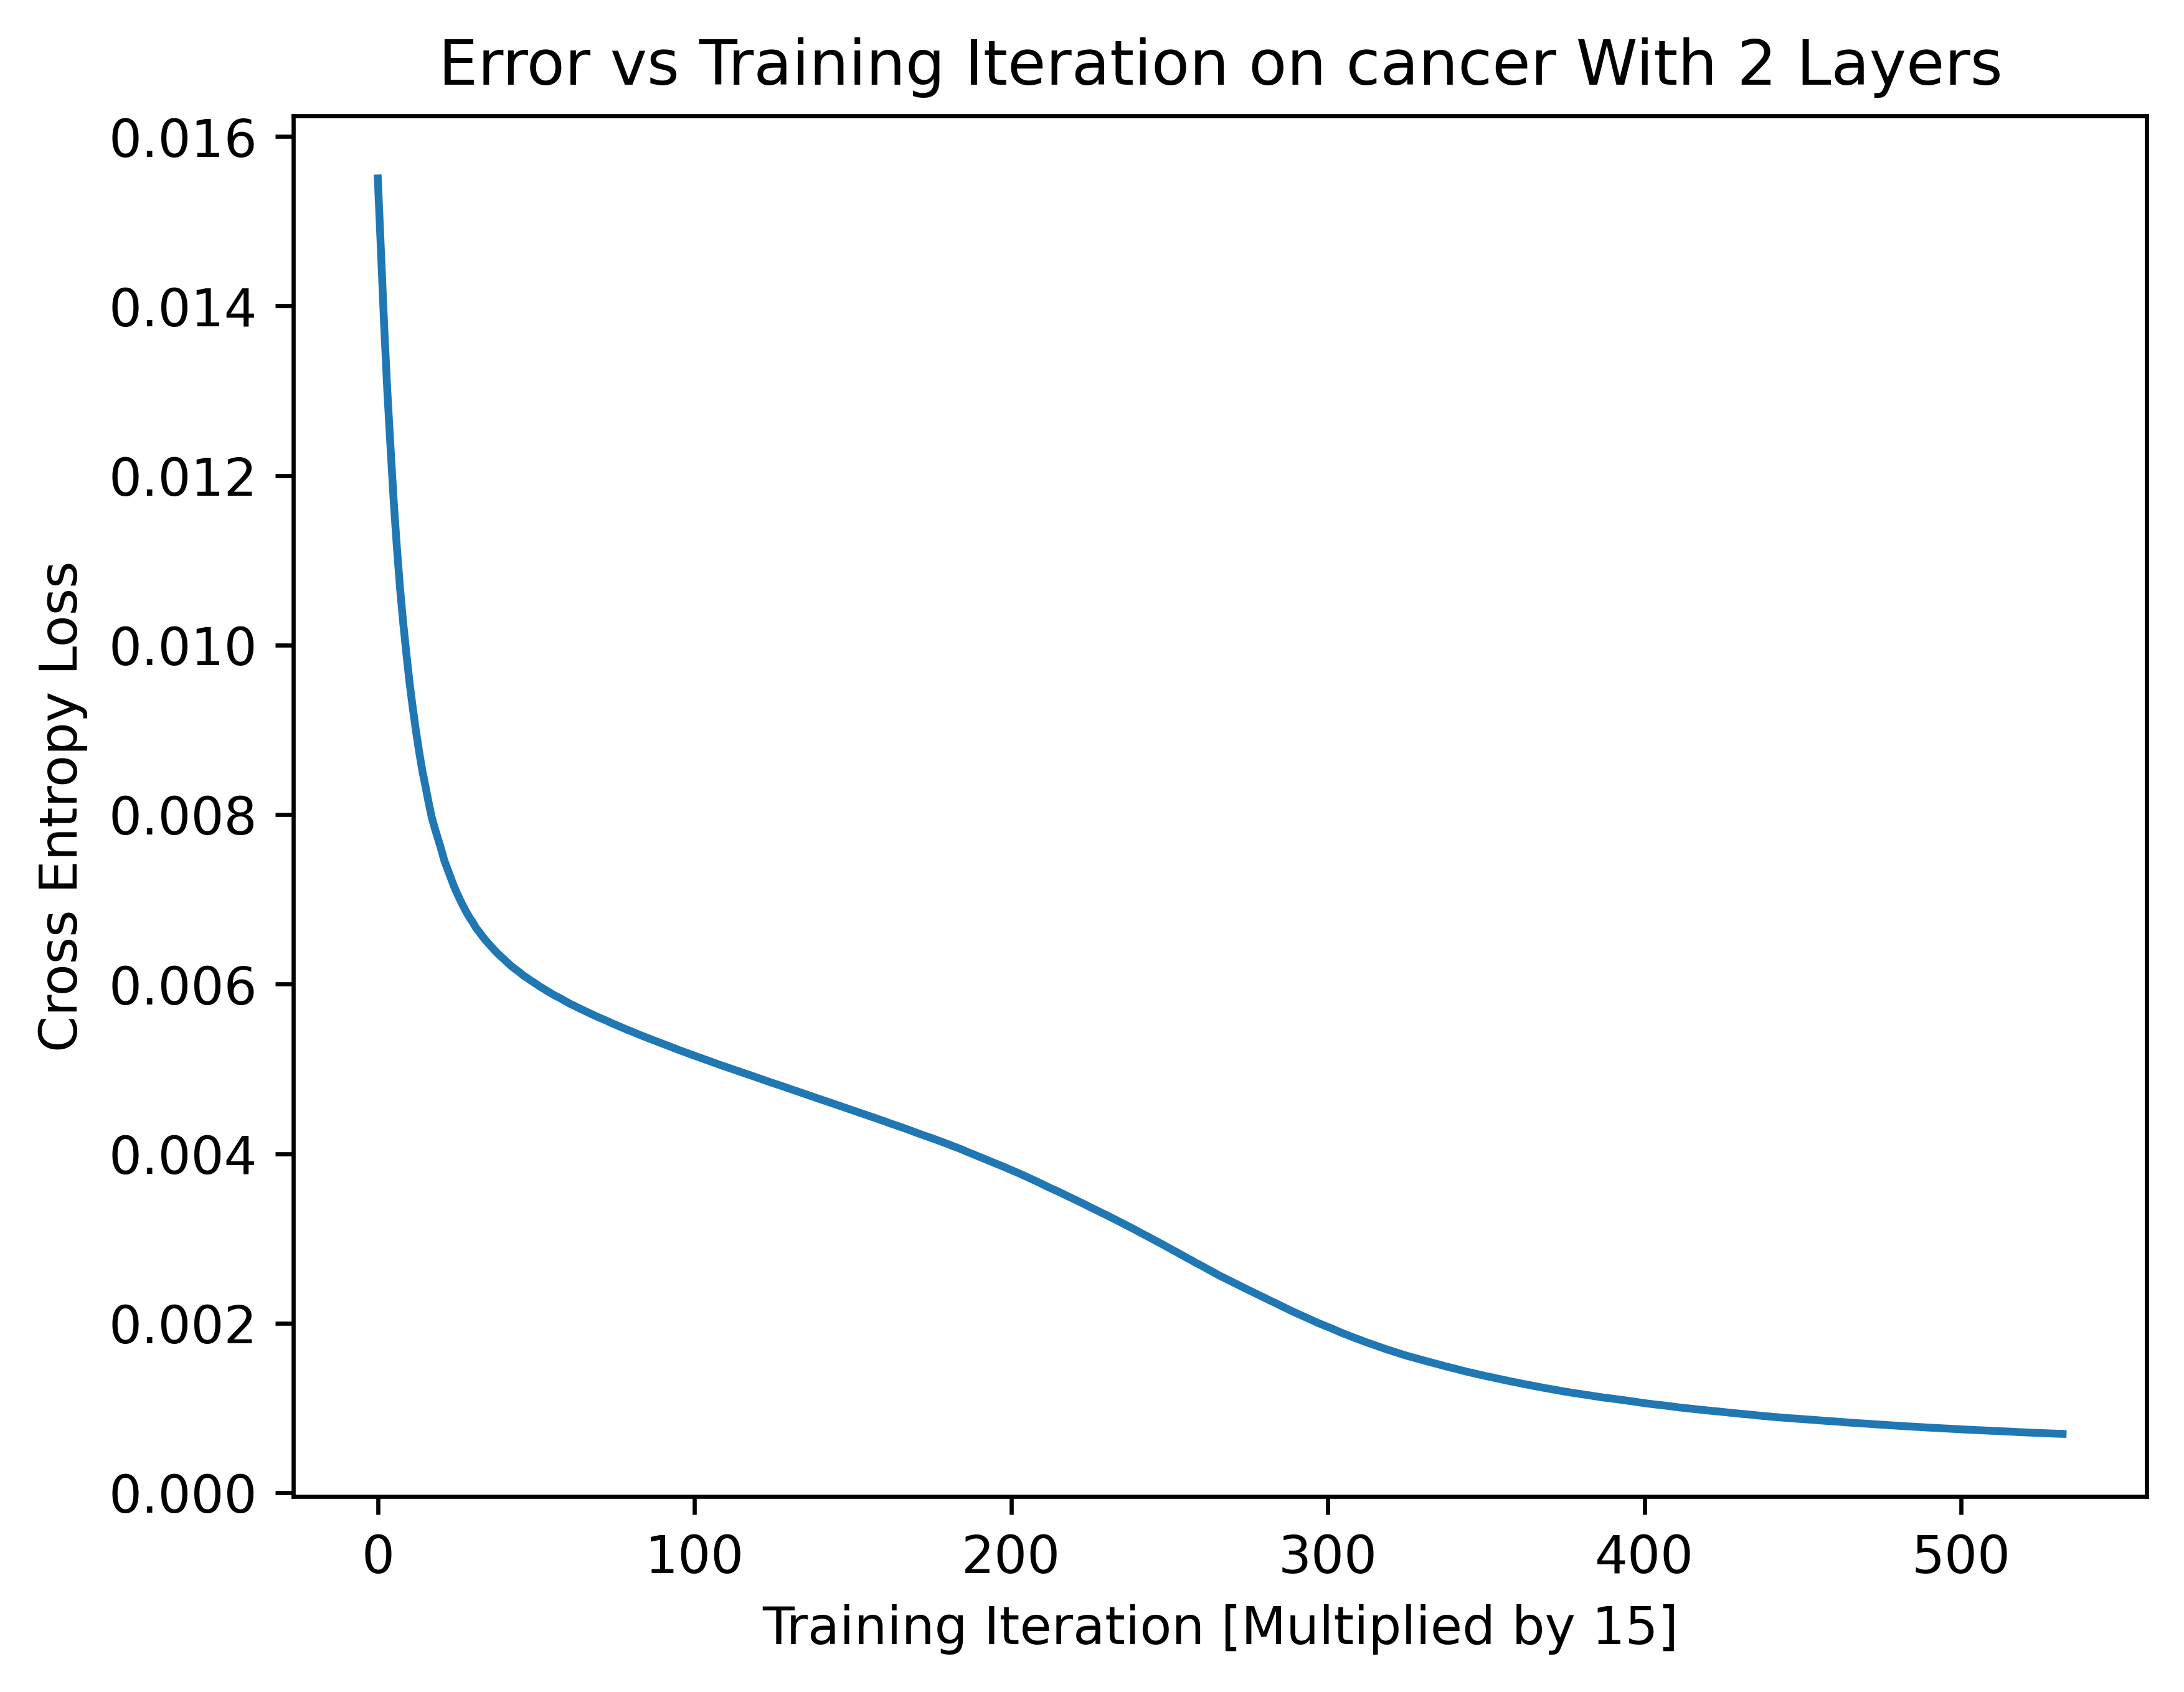 Error vs Training Iteration on cancer With 2 Layers
0.016
0.014
0.012
0.010
0.008
0.006
0.004
0.002
0.000
Cross Entropy Loss
0 100 200 300 400 500
Training Iteration [Multiplied by 15]